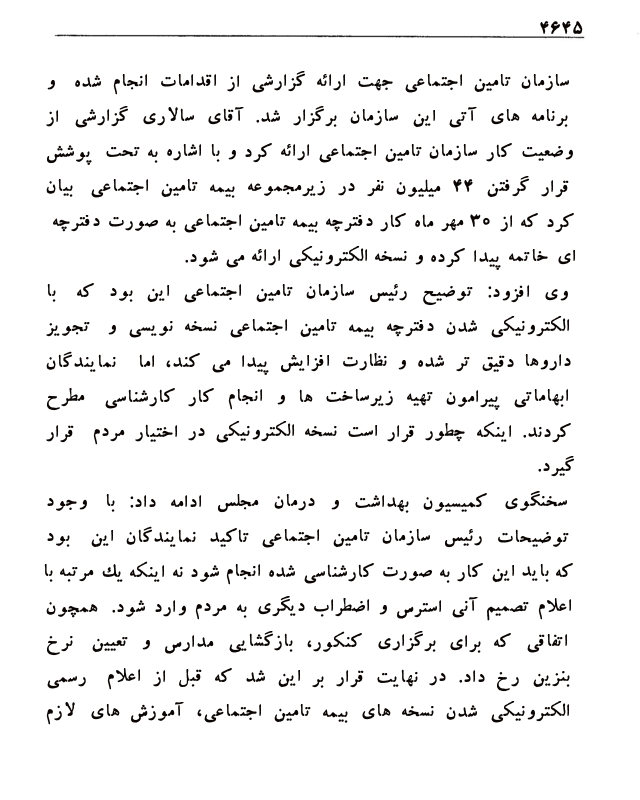 ۴۶۴۵
سازمان تامین اجتماعی جهت ارائه گزارشی از اقدامات انجام شده و
برنامه های آتی این سازمان برگزار شد. آقای سالاری گزارشی از
وضعیت کار سازمان تامین اجتماعی ارائه کرد و با اشاره به تحت پوشش
قرار گرفتن ۴۴ میلیون نفر در زیرمجموعه بیمه تامین اجتماعی بیان
کرد که از ۳۰ مهر ماه کار دفترچه بیمه تامین اجتماعی به صورت دفترچه
ای خاتمه پیدا کرده و نسخه الکترونیکی ارائه می شود.
وی افزود: توضیح رئیس سازمان تامین اجتماعی این بود که با
الکترونیکی شدن دفترچه بیمه تامین اجتماعی نسخه نویسی و تجویز
داروها دقیق تر شده و نظارت افزایش پیدا می کند، اما نمایندگان
ابهاماتی پیرامون تهیه زیرساخت ها و انجام کار کارشناسی مطرح
کردند. اینکه چطور قرار است نسخه الکترونیکی در اختیار مردم قرار
گیرد.
سخنگوی کمیسیون بهداشت و درمان مجلس ادامه داد: با وجود
توضیحات رئیس سازمان تامین اجتماعی تاکید نمایندگان این بود
که باید این کار به صورت کارشناسی شده انجام شود نه اینکه یك مرتبه با
اعلام تصمیم آنی استرس و اضطراب دیگری به مردم وارد شود. همچون
اتفاقی که برای برگزاری کنکور، بازگشایی مدارس و تعیین نرخ
بنزین رخ داد. در نهایت قرار بر این شد که قبل از اعلام رسمی
الکترونیکی شدن نسخه های بیمه تامین اجتماعی، آموزش های لازم